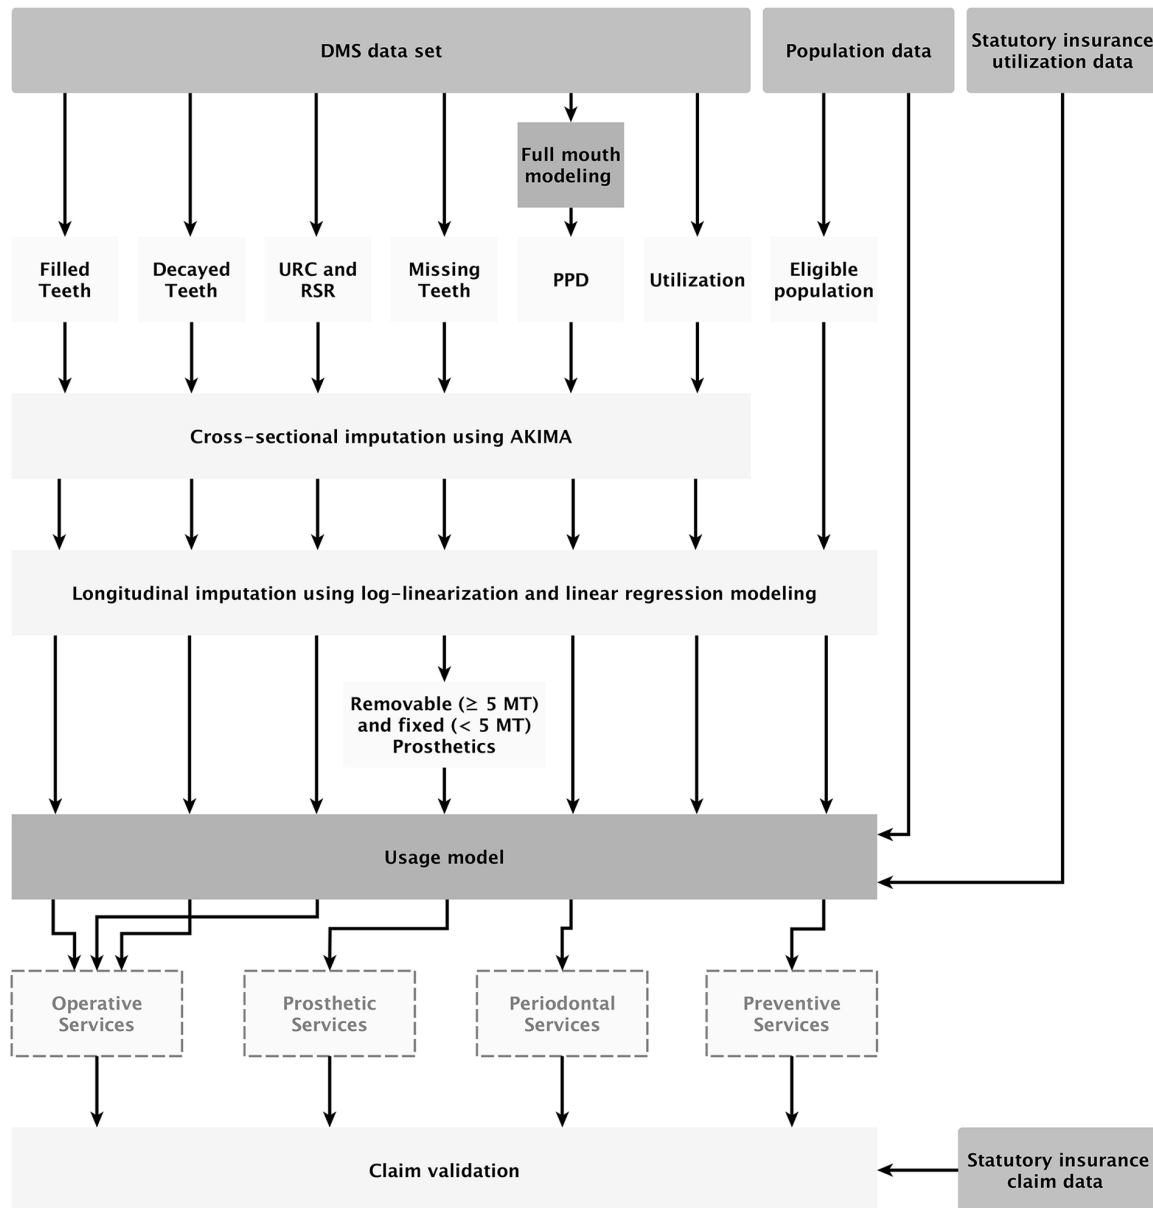 DMS data set
Population data
Statutory insurance
utilization data
Full mouth
modeling
Filled
Teeth
Decayed
Teeth
URC and
RSR
Missing
Teeth
PPD
Utilization
Eligible
population
Cross-sectional imputation using AKIMA
Longitudinal imputation using log-linearization and linear regression modeling
Removable (≥ 5 MT)
and fixed (< 5 MT)
Prosthetics
Usage model
Operative
Services
Prosthetic
Services
Periodontal
Services
Preventive
Services
Claim validation
Statutory insurance
claim data